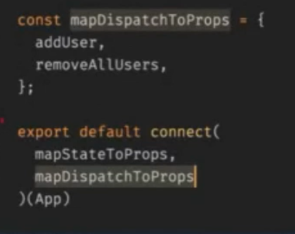 const mapDispatchToProps = {
  addUser,
  removeAllUsers,
};

export default connect(
  mapStateToProps,
  mapDispatchToProps
)(App)